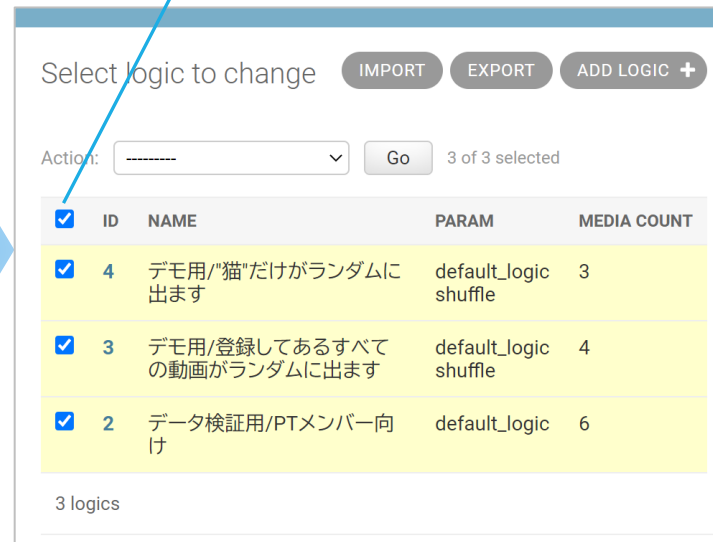 Select logic to change
IMPORT
EXPORT
ADD LOGIC +
Action: --------- Go 3 of 3 selected
ID NAME PARAM MEDIA COUNT
4 デモ用/"猫"だけがランダムに default_logic 3
出ます shuffle
3 デモ用/登録してあるすべて default_logic 4
の動画がランダムに出ます shuffle
2 データ検証用/PTメンバー向 default_logic 6
け
3 logics